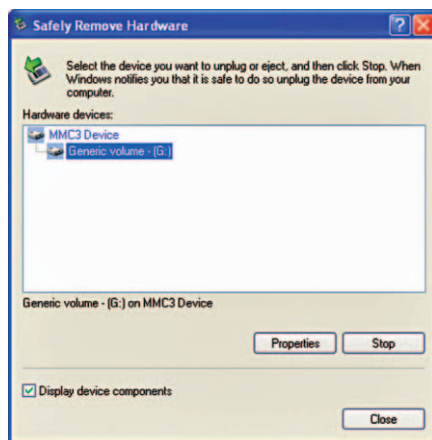 Safely Remove Hardware
Select the device you want to unplug or eject, and then click Stop. When
Windows notifies you that it is safe to do so unplug the device from your
computer.
Hardware devices:
MMC3 Device
Generic volume - (G:)
Generic volume - (G:) on MMC3 Device
Properties Stop
Display device components
Close